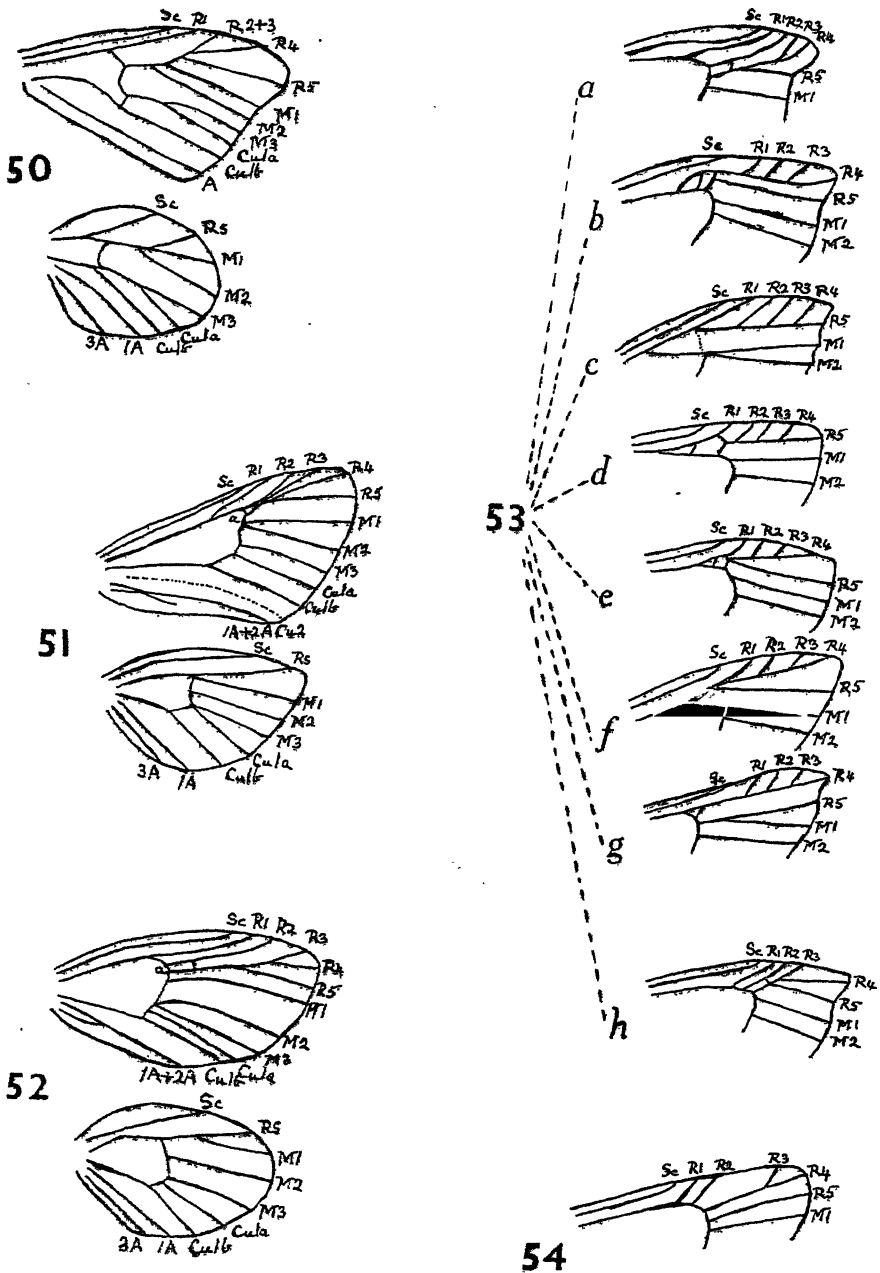 Sc R1 R2+3 R4
R5
M1
M2
M3
Cu1a
Cu1b
A
50
Sc
R5
M1
M2
M3
Cu1a
Cu1b
1A
3A
Sc R1 R2 R3 R4
R5
M1
M2
M3
Cu1a
Cu1b
1A+2A Cu2
51
Sc
Rs
M1
M2
M3
Cu1a
Cu1b
1A
3A
Sc R1 R2 R3
R4
R5
M1
M2
M3
1A+2A Cu1b Cu1a
52
Sc
Rs
M1
M2
M3
3A 1A Cu1b Cu1a
53
a
Sc R1 R2 R3
R4
R5
M1
b
Sc R1 R2 R3
R4
R5
M1
M2
c
Sc R1 R2 R3 R4
R5
M1
M2
d
Sc R1 R2 R3 R4
R5
M1
M2
e
Sc R1 R2 R3 R4
R5
M1
M2
f
Sc R1 R2 R3 R4
R5
M1
M2
g
Sc R1 R2 R3
R4
R5
M1
M2
h
Sc R1 R2 R3
R4
R5
M1
M2
Sc R1 R2 R3
R4
R5
M1
54